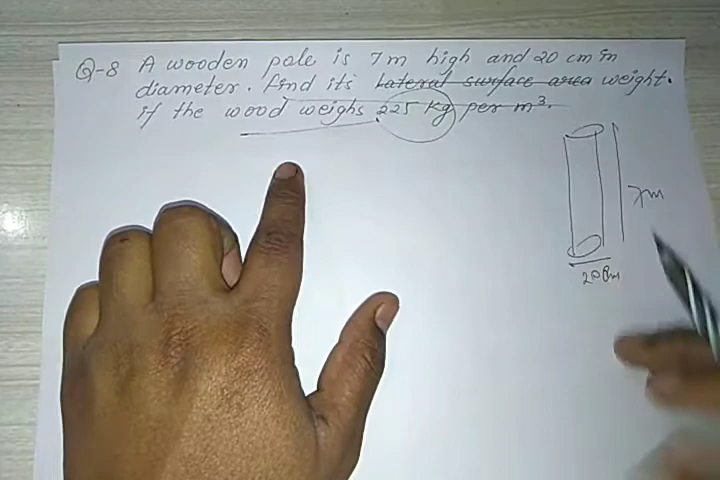 Q-8 A wooden pole is 7m high and 20 cm in
diameter. find its Lateral surface area weight.
if the wood weighs 225 Kg per m³.
7m
20cm